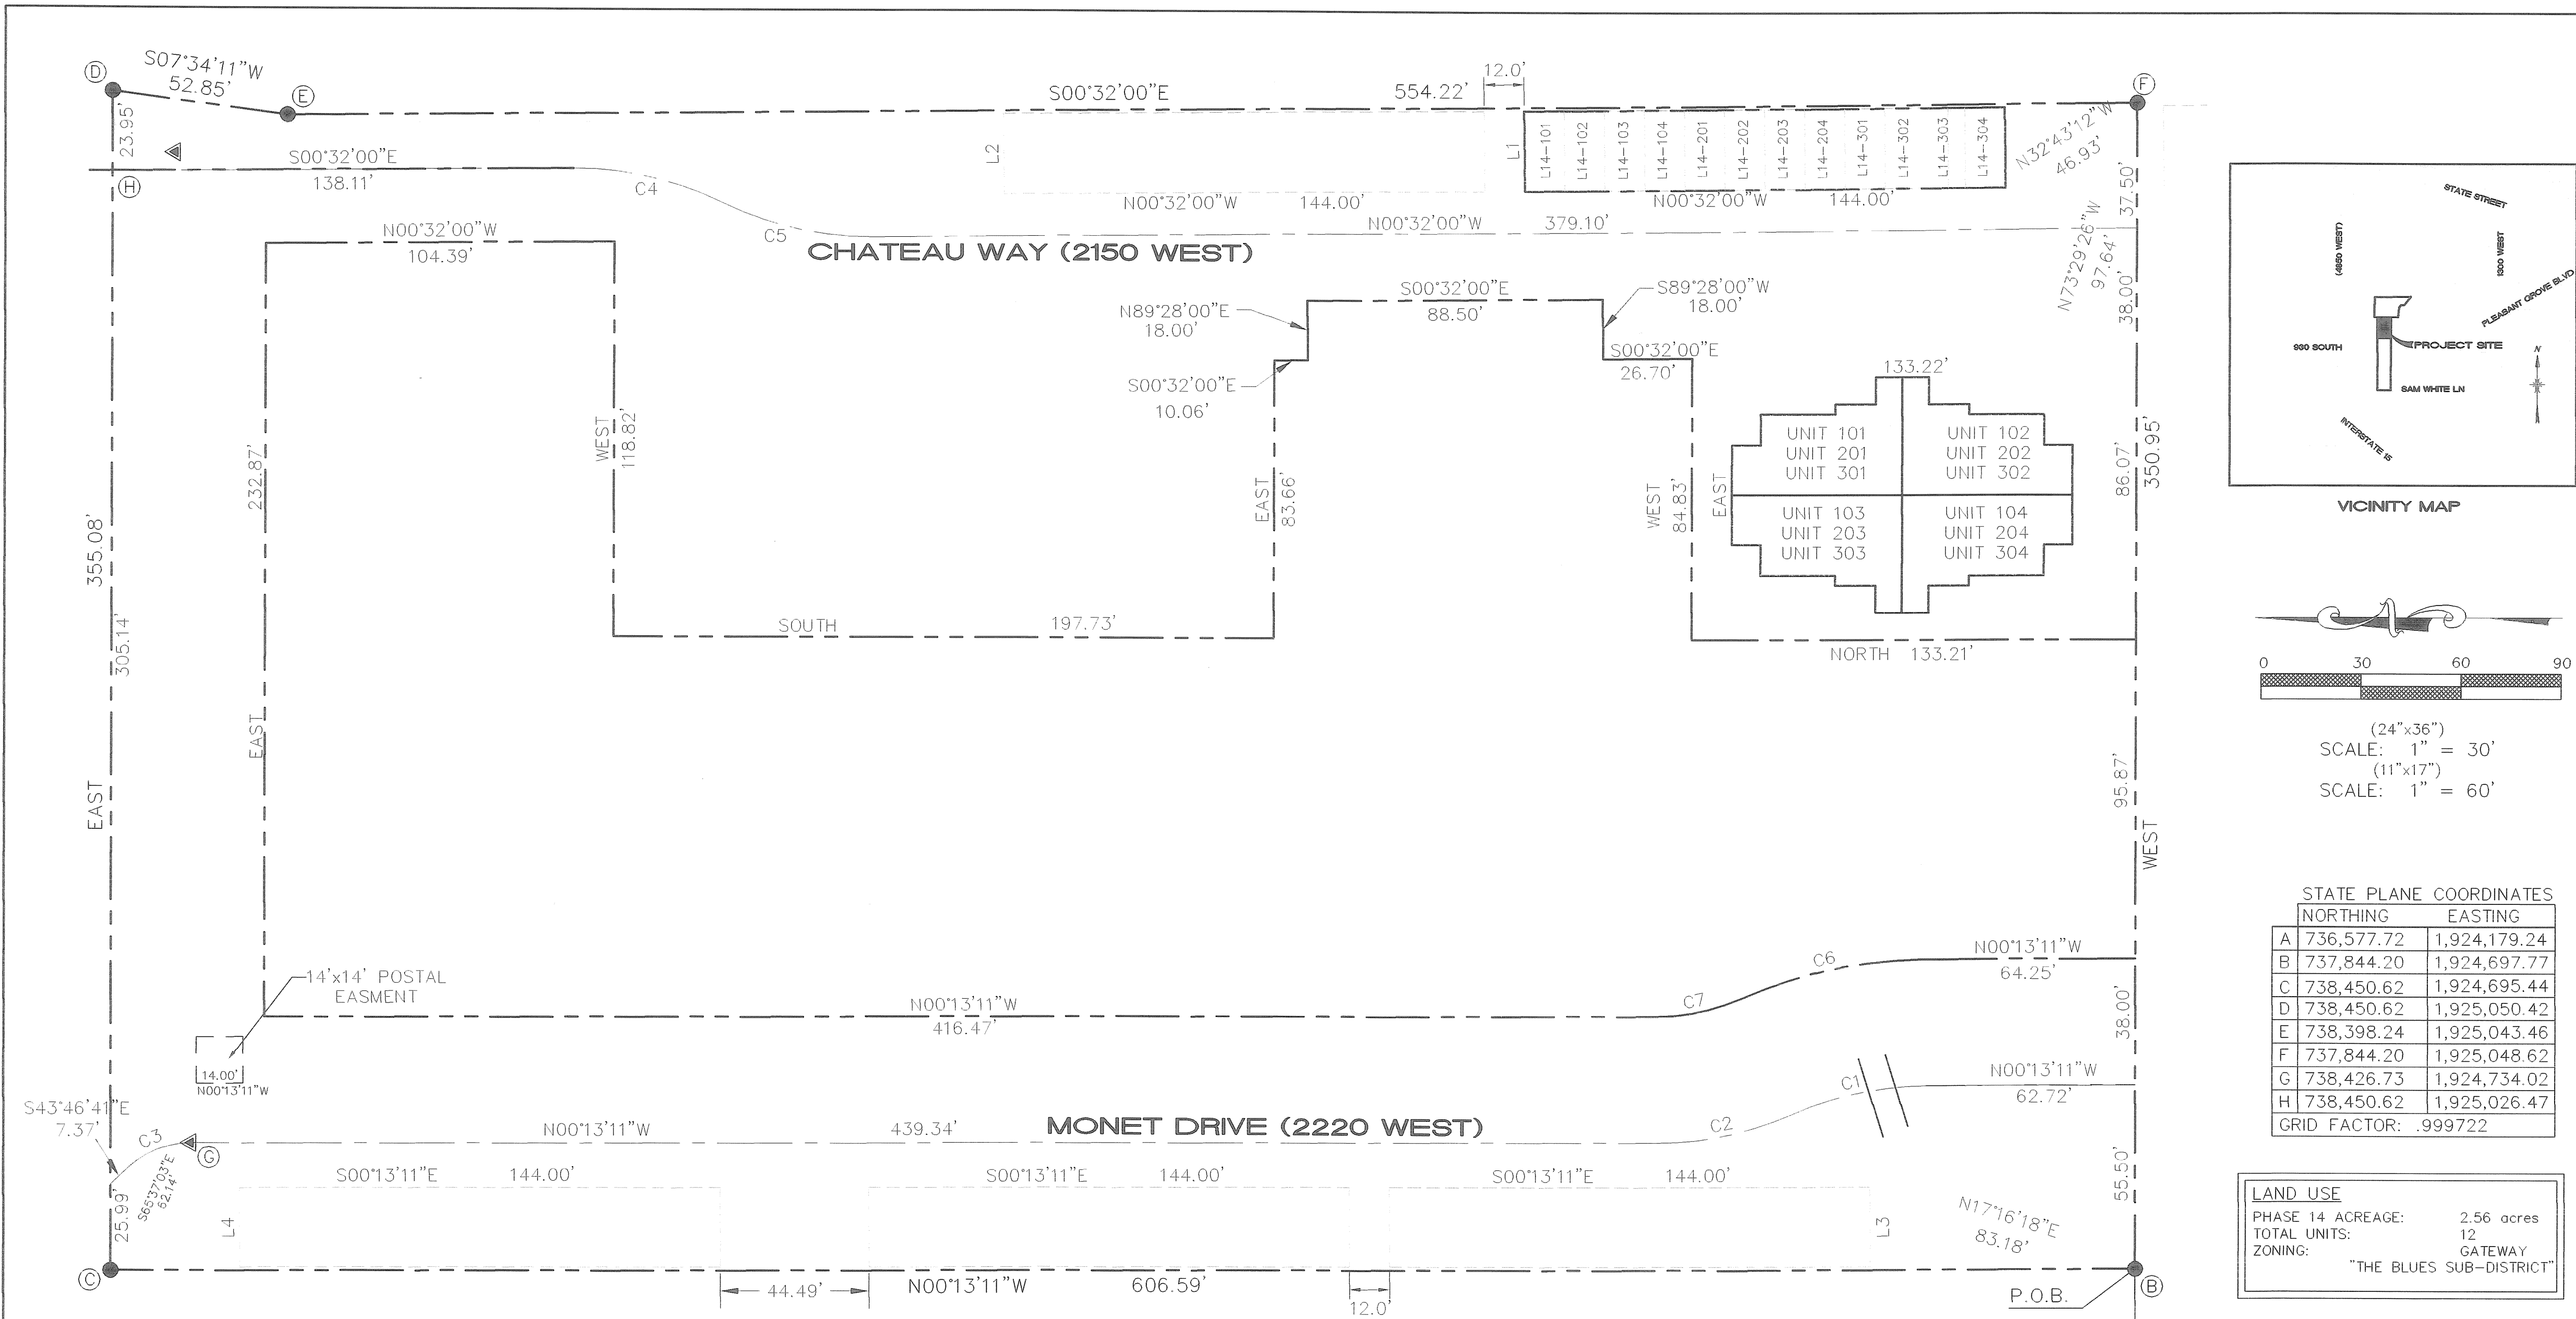 D
S07°34'11"W
52.85'
E
23.95'
S00°32'00"E
554.22'
12.0'
F
S00°32'00"E
138.11'
H
C4
C5
L2
L1
L14-101
L14-102
L14-103
L14-104
L14-201
L14-202
L14-203
L14-204
L14-301
L14-302
L14-303
L14-304
N32°43'12"W
46.93'
37.50'
N00°32'00"W 144.00'
N00°32'00"W 144.00'
N00°32'00"W 379.10'
CHATEAU WAY (2150 WEST)
N73°29'26"W
97.64'
38.00'
N00°32'00"W
104.39'
S00°32'00"E
88.50'
N89°28'00"E
18.00'
S89°28'00"W
18.00'
S00°32'00"E
10.06'
S00°32'00"E
26.70'
133.22'
WEST
118.82'
232.87'
EAST
EAST
83.66'
WEST
84.83'
EAST
UNIT 101
UNIT 201
UNIT 301
UNIT 102
UNIT 202
UNIT 302
UNIT 103
UNIT 203
UNIT 303
UNIT 104
UNIT 204
UNIT 304
86.07'
350.95'
355.08'
305.14'
EAST
SOUTH 197.73'
NORTH 133.21'
95.87'
WEST
14'x14' POSTAL
EASMENT
14.00'
N00°13'11"W
N00°13'11"W
416.47'
C7
C6
N00°13'11"W
64.25'
38.00'
S43°46'41"E
7.37'
C3
G
S65°37'03"E
62.14'
25.99'
N00°13'11"W 439.34'
MONET DRIVE (2220 WEST)
C2
C1
N00°13'11"W
62.72'
55.50'
L4
S00°13'11"E 144.00'
S00°13'11"E 144.00'
S00°13'11"E 144.00'
L3
N17°16'18"E
83.18'
C
44.49'
N00°13'11"W 606.59'
12.0'
P.O.B.
B
STATE STREET
(4850 WEST)
1300 WEST
PLEASANT GROVE BLVD
930 SOUTH
PROJECT SITE
N
SAM WHITE LN
INTERSTATE 15
VICINITY MAP
N
0 30 60 90
(24"x36")
SCALE: 1" = 30'
(11"x17")
SCALE: 1" = 60'
STATE PLANE COORDINATES
NORTHING EASTING
A 736,577.72 1,924,179.24
B 737,844.20 1,924,697.77
C 738,450.62 1,924,695.44
D 738,450.62 1,925,050.42
E 738,398.24 1,925,043.46
F 737,844.20 1,925,048.62
G 738,426.73 1,924,734.02
H 738,450.62 1,925,026.47
GRID FACTOR: .999722
LAND USE
PHASE 14 ACREAGE: 2.56 acres
TOTAL UNITS: 12
ZONING: GATEWAY
"THE BLUES SUB-DISTRICT"